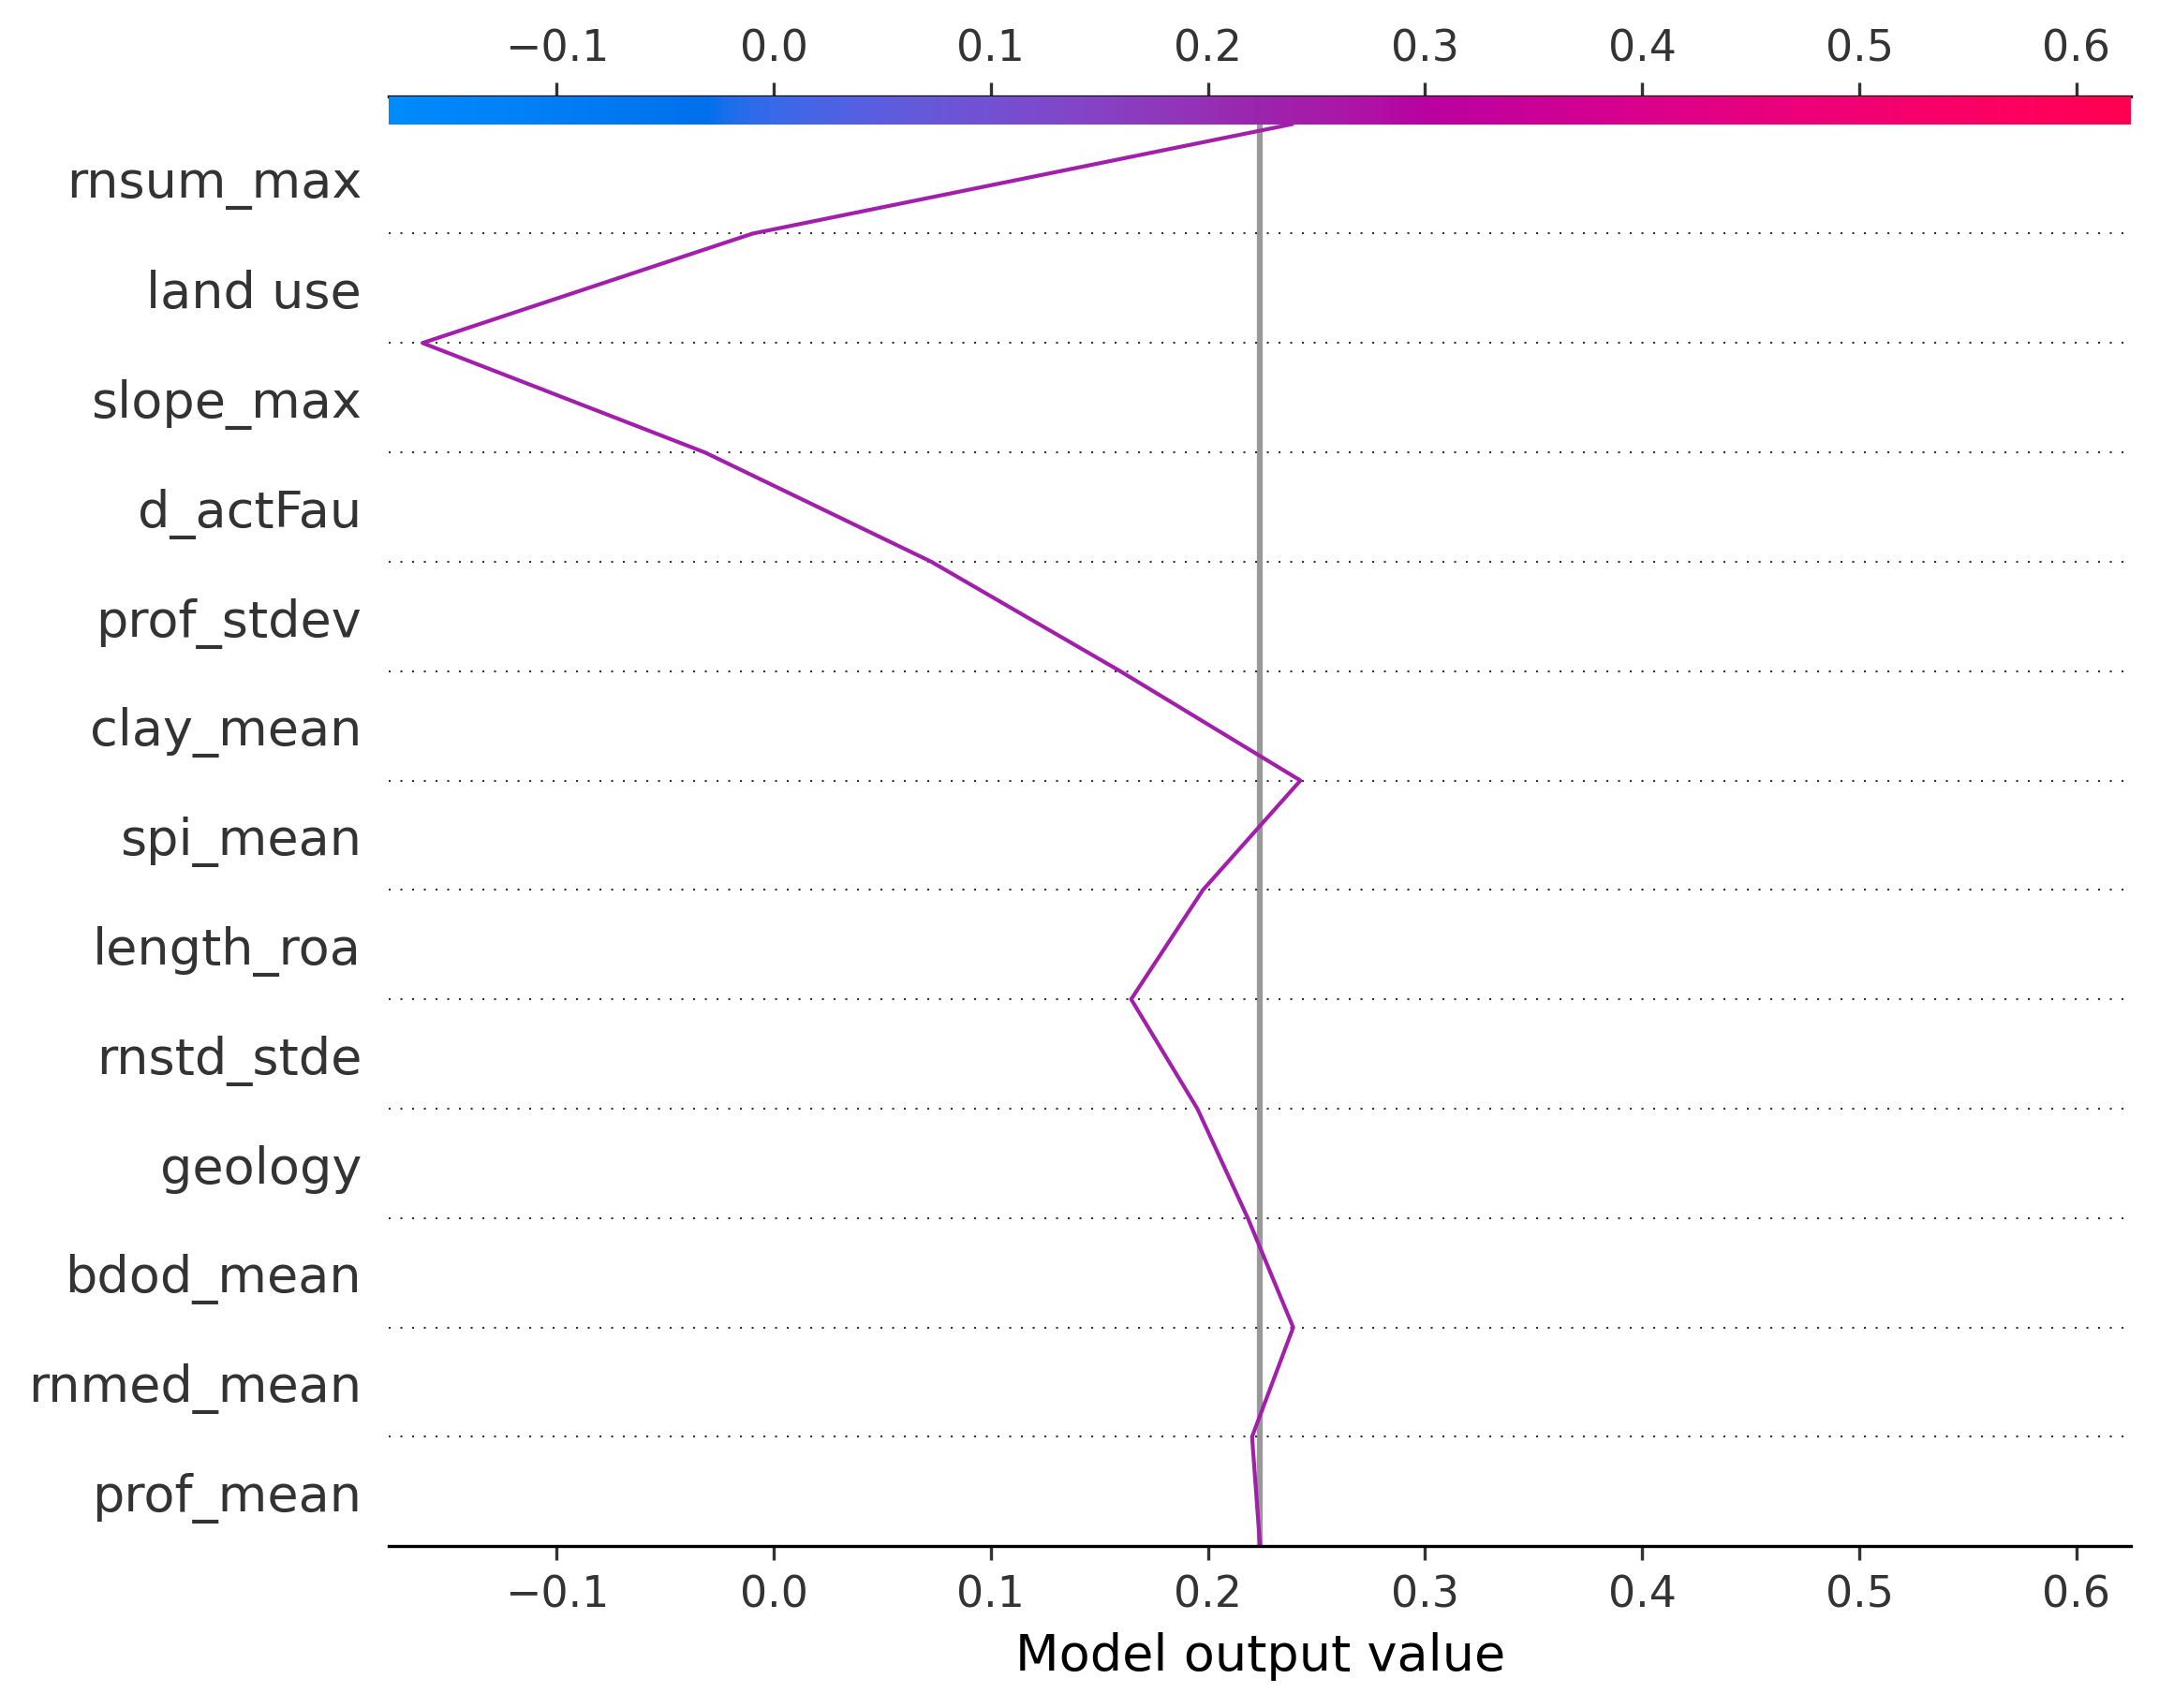 −0.1 0.0 0.1 0.2 0.3 0.4 0.5 0.6
rnsum_max
land use
slope_max
d_actFau
prof_stdev
clay_mean
spi_mean
length_roa
rnstd_stde
geology
bdod_mean
rnmed_mean
prof_mean
−0.1 0.0 0.1 0.2 0.3 0.4 0.5 0.6
Model output value